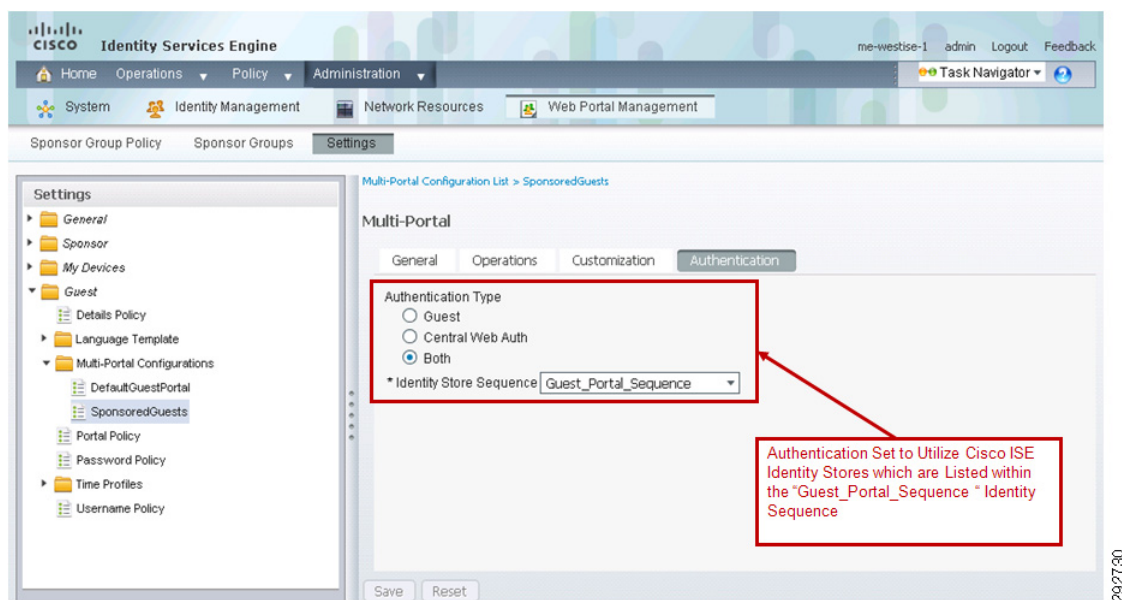 CISCO Identity Services Engine
me-westise-1 admin Logout Feedback
Home Operations Policy Administration
Task Navigator
System Identity Management Network Resources Web Portal Management
Sponsor Group Policy Sponsor Groups Settings
Settings
General
Sponsor
My Devices
Guest
Details Policy
Language Template
Multi-Portal Configurations
DefaultGuestPortal
SponsoredGuests
Portal Policy
Password Policy
Time Profiles
Username Policy
Multi-Portal Configuration List > SponsoredGuests
Multi-Portal
General Operations Customization Authentication
Authentication Type
Guest
Central Web Auth
Both
* Identity Store Sequence Guest_Portal_Sequence
Authentication Set to Utilize Cisco ISE
Identity Stores which are Listed within
the "Guest_Portal_Sequence " Identity
Sequence
Save Reset
292730